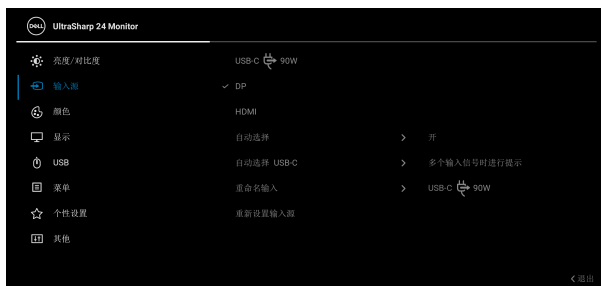 DELL UltraSharp 24 Monitor
亮度/对比度 USB-C 90W
输入源 DP
颜色 HDMI
显示 自动选择 开
USB 自动选择 USB-C 多个输入信号时进行提示
菜单 重命名输入 USB-C 90W
个性设置 重新设置输入源
其他
退出